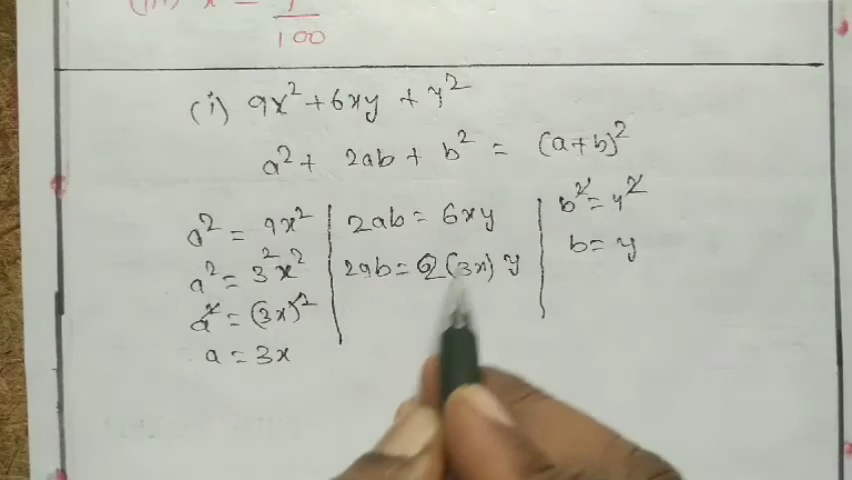 x = 1/100
(i) 9x² + 6xy + y²
a² + 2ab + b² = (a+b)²
a² = 9x²
a² = 3²x²
a² = (3x)²
a = 3x
2ab = 6xy
2ab = 2(3x)y
b² = y²
b = y